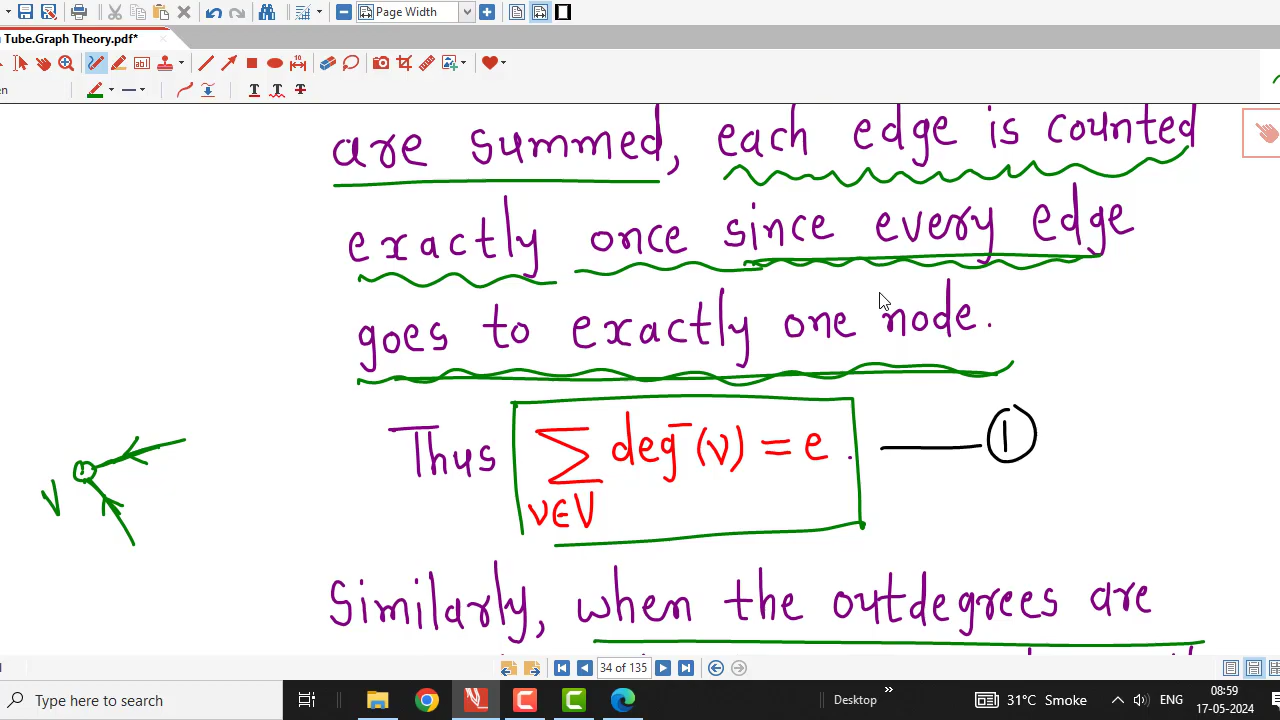 Page Width
Tube.Graph Theory.pdf*
are summed, each edge is counted
exactly once since every edge
goes to exactly one node.
Thus ∑ deg⁻(v) = e. —— ①
v∈V
V
Similarly, when the outdegrees are
34 of 135
Type here to search
Desktop
»
31°C Smoke
ENG
08:59
17-05-2024